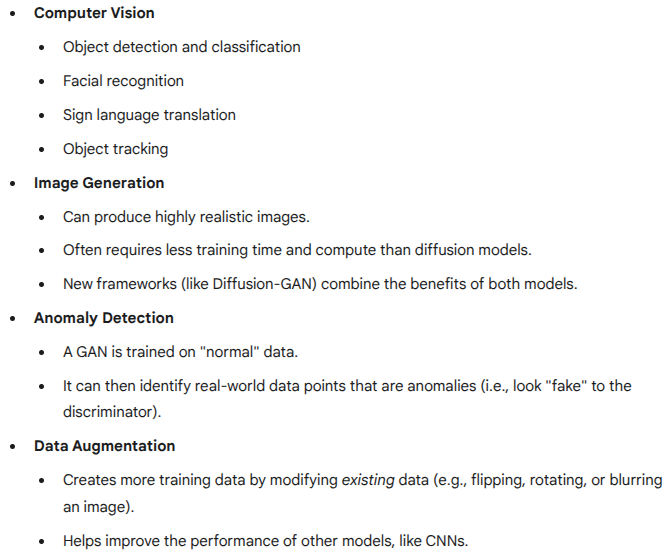 Computer Vision
Object detection and classification
Facial recognition
Sign language translation
Object tracking
Image Generation
Can produce highly realistic images.
Often requires less training time and compute than diffusion models.
New frameworks (like Diffusion-GAN) combine the benefits of both models.
Anomaly Detection
A GAN is trained on "normal" data.
It can then identify real-world data points that are anomalies (i.e., look "fake" to the
discriminator).
Data Augmentation
Creates more training data by modifying existing data (e.g., flipping, rotating, or blurring
an image).
Helps improve the performance of other models, like CNNs.